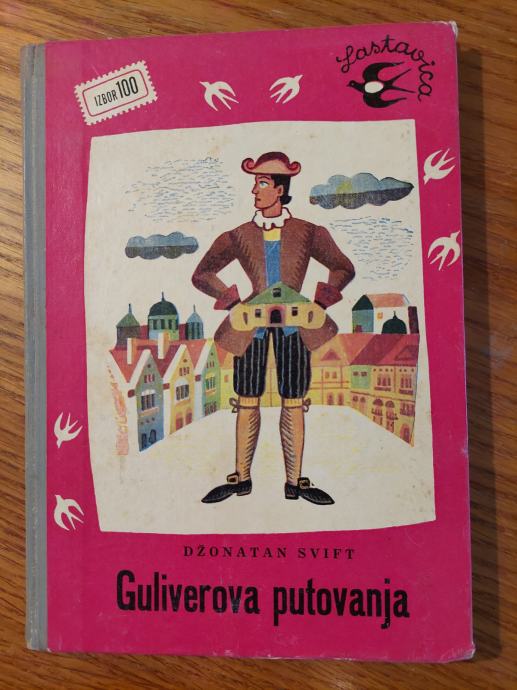 Lastavica
IZBOR 100
DŽONATAN SVIFT
Guliverova putovanja